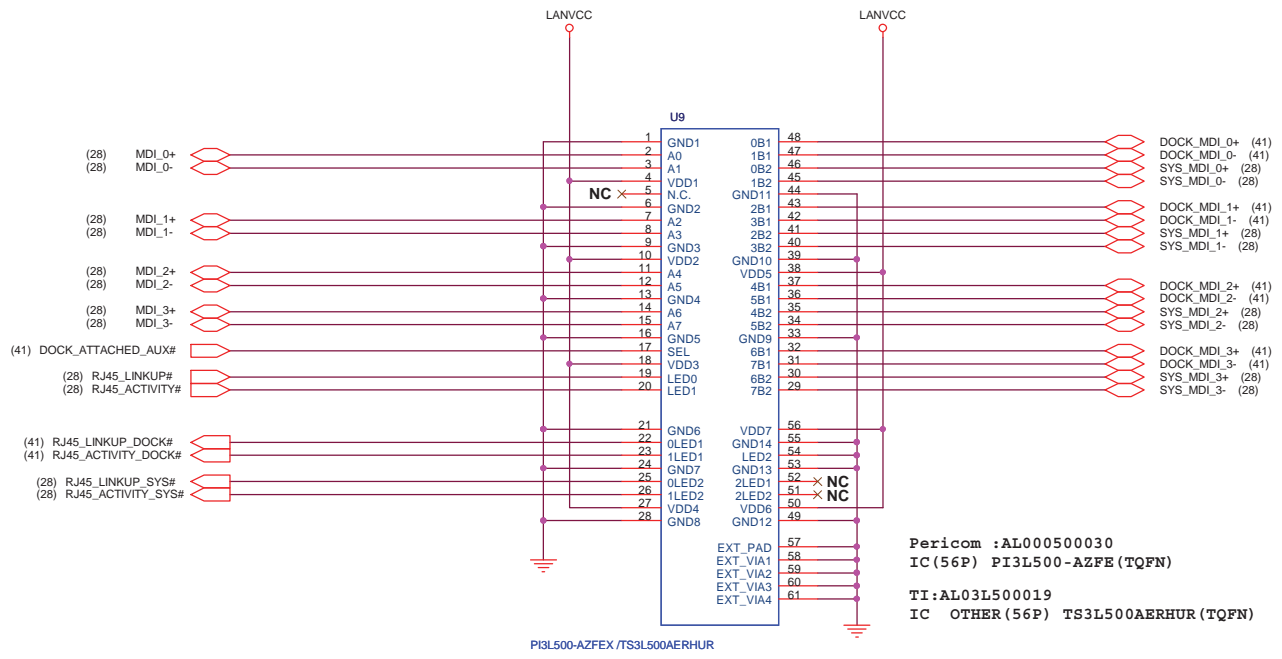 LANVCC LANVCC
U9
1 GND1 0B1 48 DOCK_MDI_0+ (41)
(28) MDI_0+ 2 A0 1B1 47 DOCK_MDI_0- (41)
(28) MDI_0- 3 A1 0B2 46 SYS_MDI_0+ (28)
4 VDD1 1B2 45 SYS_MDI_0- (28)
NC 5 N.C. GND11 44
6 GND2 2B1 43 DOCK_MDI_1+ (41)
(28) MDI_1+ 7 A2 3B1 42 DOCK_MDI_1- (41)
(28) MDI_1- 8 A3 2B2 41 SYS_MDI_1+ (28)
9 GND3 3B2 40 SYS_MDI_1- (28)
10 VDD2 GND10 39
(28) MDI_2+ 11 A4 VDD5 38
(28) MDI_2- 12 A5 4B1 37 DOCK_MDI_2+ (41)
13 GND4 5B1 36 DOCK_MDI_2- (41)
(28) MDI_3+ 14 A6 4B2 35 SYS_MDI_2+ (28)
(28) MDI_3- 15 A7 5B2 34 SYS_MDI_2- (28)
16 GND5 GND9 33
(41) DOCK_ATTACHED_AUX# 17 SEL 6B1 32 DOCK_MDI_3+ (41)
18 VDD3 7B1 31 DOCK_MDI_3- (41)
(28) RJ45_LINKUP# 19 LED0 6B2 30 SYS_MDI_3+ (28)
(28) RJ45_ACTIVITY# 20 LED1 7B2 29 SYS_MDI_3- (28)
21 GND6 VDD7 56
(41) RJ45_LINKUP_DOCK# 22 0LED1 GND14 55
(41) RJ45_ACTIVITY_DOCK# 23 1LED1 LED2 54
24 GND7 GND13 53
(28) RJ45_LINKUP_SYS# 25 0LED2 2LED1 52 NC
(28) RJ45_ACTIVITY_SYS# 26 1LED2 2LED2 51 NC
27 VDD4 VDD6 50
28 GND8 GND12 49
EXT_PAD 57
EXT_VIA1 58
EXT_VIA2 59
EXT_VIA3 60
EXT_VIA4 61
Pericom :AL000500030
IC(56P) PI3L500-AZFE(TQFN)
TI:AL03L500019
IC OTHER(56P) TS3L500AERHUR(TQFN)
PI3L500-AZFEX /TS3L500AERHUR